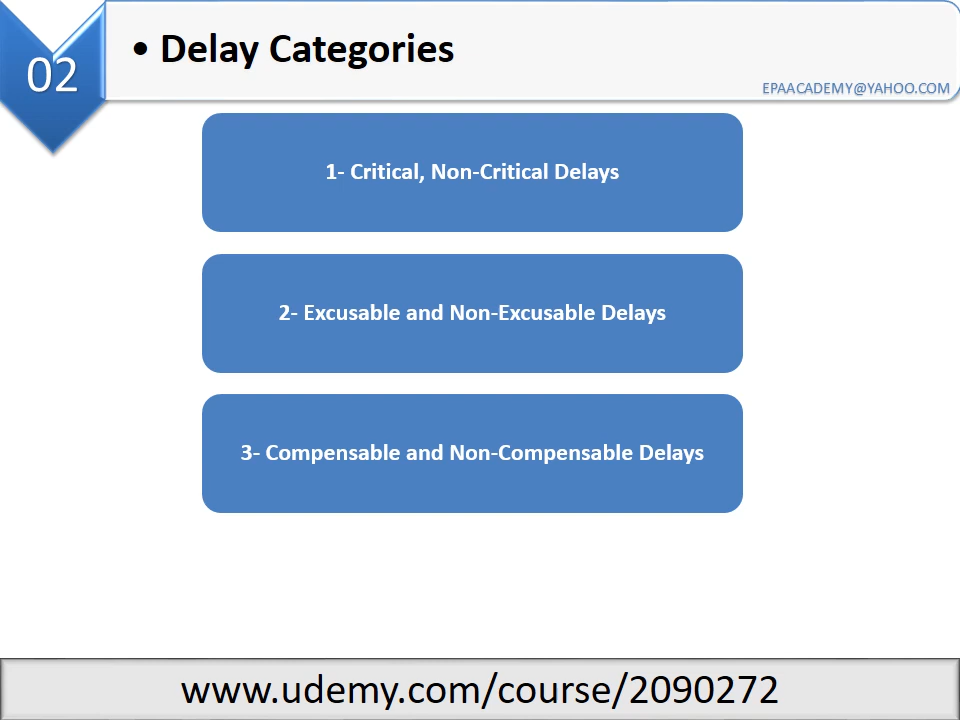 02
• Delay Categories
EPAACADEMY@YAHOO.COM
1- Critical, Non-Critical Delays
2- Excusable and Non-Excusable Delays
3- Compensable and Non-Compensable Delays
www.udemy.com/course/2090272